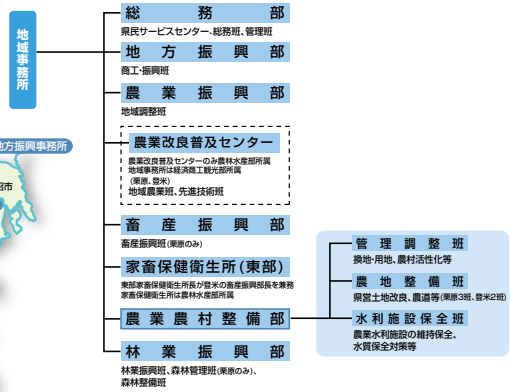 地域事務所
総務部
県民サービスセンター、総務班、管理班
地方振興部
商工・振興班
農業振興部
地域調整班
農業改良普及センター
農業改良普及センターのみ農林水産部所属
地域事務所は経済商工観光部所属
(栗原、登米)
地域農業班、先進技術班
畜産振興部
畜産振興班(栗原のみ)
家畜保健衛生所(東部)
東部家畜保健衛生所長が登米の畜産振興部長を兼務
家畜保健衛生所は農林水産部所属
農業農村整備部
林業振興部
林業振興班、森林管理班(栗原のみ)、
森林整備班
管理調整班
換地・用地、農村活性化等
農地整備班
県営土地改良、農道等(栗原3班、登米2班)
水利施設保全班
農業水利施設の維持保全、
水質保全対策等
地方振興事務所
沼市